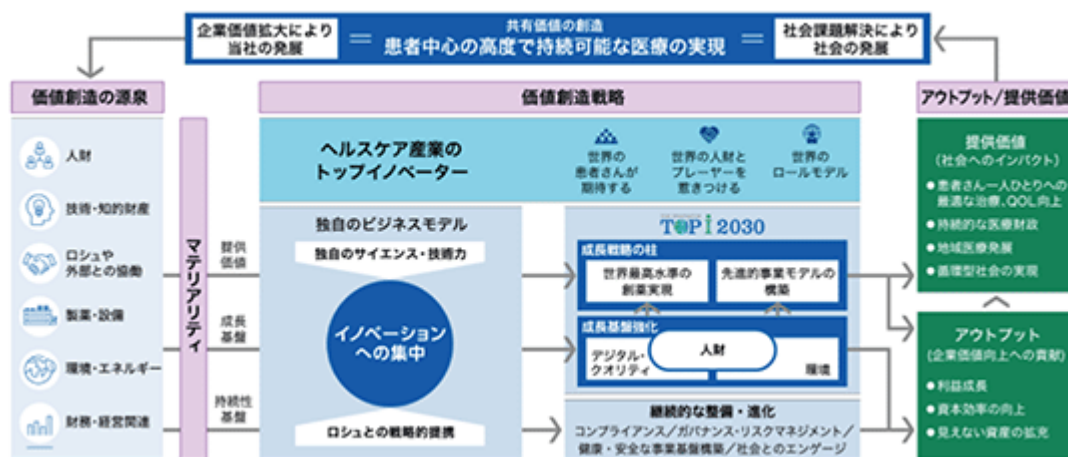 共有価値の創造
企業価値拡大により
当社の発展
=
患者中心の高度で持続可能な医療の実現
=
社会課題解決により
社会の発展
価値創造の源泉
人財
技術・知的財産
ロシュや
外部との協働
製薬・設備
環境・エネルギー
財務・経営関連
マテリアリティ
提供
価値
成長
基盤
持続性
基盤
価値創造戦略
ヘルスケア産業の
トップイノベーター
世界の
患者さんが
期待する
世界の人財と
プレーヤーを
惹きつける
世界の
ロールモデル
独自のビジネスモデル
独自のサイエンス・技術力
イノベーション
への集中
ロシュとの戦略的提携
TOP i 2030
成長戦略の柱
世界最高水準の
創薬実現
先進的事業モデルの
構築
成長基盤強化
デジタル・
クオリティ
人財
環境
継続的な整備・進化
コンプライアンス/ガバナンス・リスクマネジメント/
健康・安全な事業基盤構築/社会とのエンゲージ
アウトプット/提供価値
提供価値
(社会へのインパクト)
●患者さん一人ひとりへの
最適な治療、QOL向上
●持続的な医療財政
●地域医療発展
●循環型社会の実現
アウトプット
(企業価値向上への貢献)
●利益成長
●資本効率の向上
●見えない資産の拡充